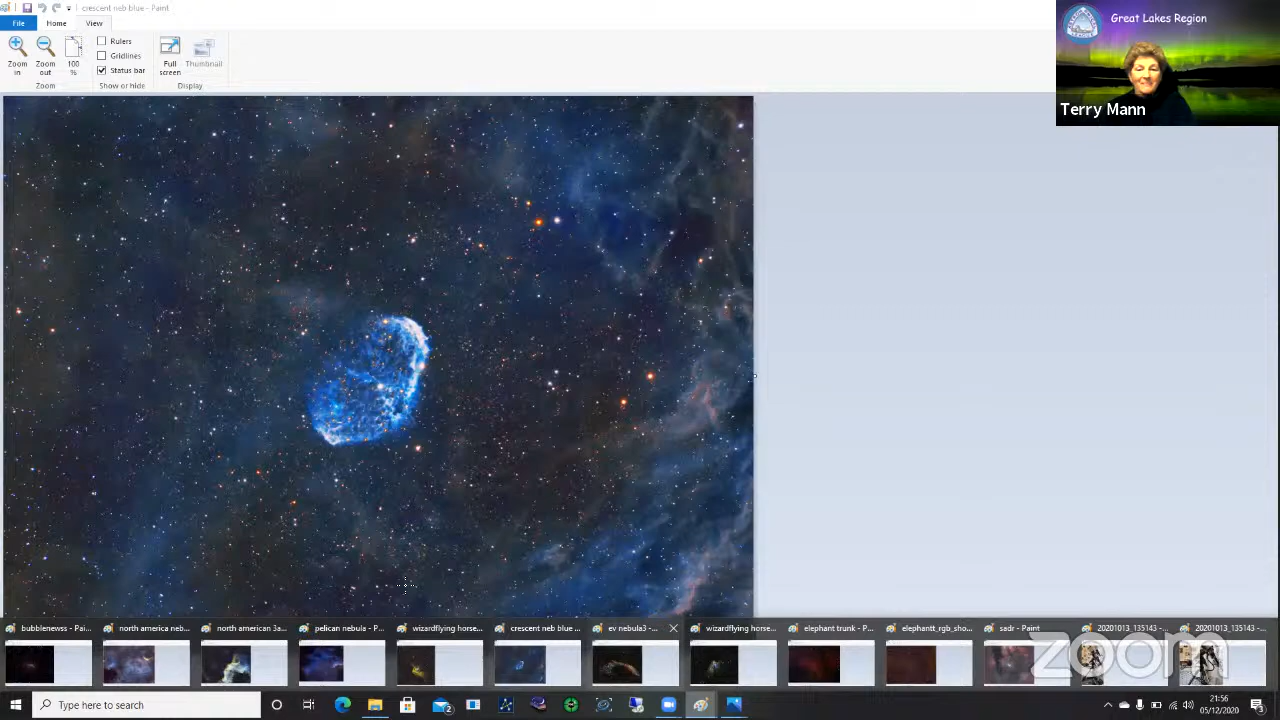 crescent neb blue - Paint
File Home View
Zoom in
Zoom out
100 %
Zoom
Rulers
Gridlines
Status bar
Show or hide
Full screen
Thumbnail
Display
Great Lakes Region
Terry Mann
bubblenewss - Pai...
north america neb...
north american 3a...
pelican nebula - P...
wizardflying horse...
crescent neb blue ...
ev nebula3 -...
wizardflying horse...
elephant trunk - P...
elephantt_rgb_sho...
sadr - Paint
20201013_135143 -...
20201013_135143 -...
zoom
Type here to search
2
21:56
05/12/2020